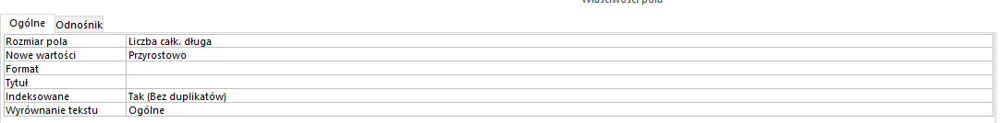 Właściwości pola
Ogólne Odnośnik
Rozmiar pola Liczba całk. długa
Nowe wartości Przyrostowo
Format
Tytuł
Indeksowane Tak (Bez duplikatów)
Wyrównanie tekstu Ogólne